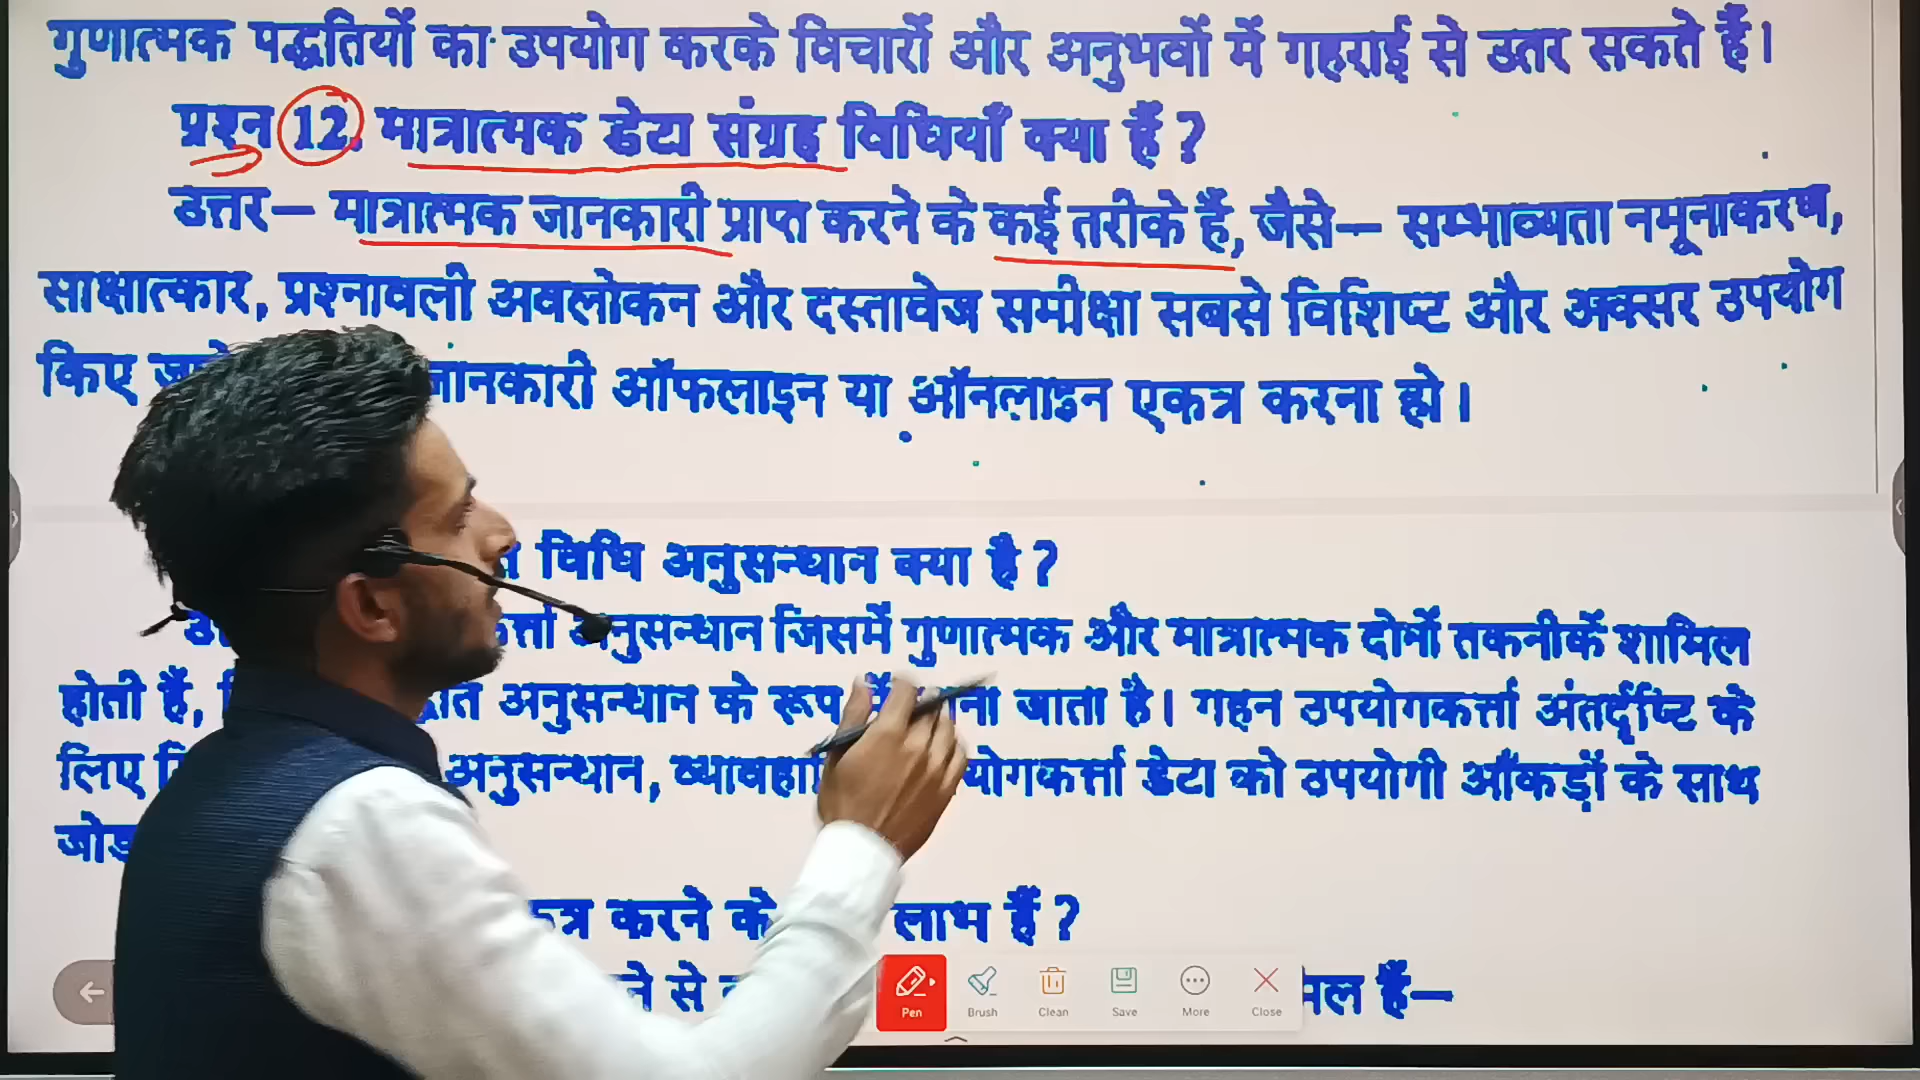 गुणात्मक पद्धतियों का उपयोग करके विचारों और अनुभवों में गहराई से उतर सकते हैं।
प्रश्न 12. मात्रात्मक डेटा संग्रह विधियाँ क्या हैं ?
उत्तर– मात्रात्मक जानकारी प्राप्त करने के कई तरीके हैं, जैसे– सम्भाव्यता नमूनाकरण,
साक्षात्कार, प्रश्नावली अवलोकन और दस्तावेज समीक्षा सबसे विशिष्ट और अक्सर उपयोग
किए जानकारी ऑफलाइन या ऑनलाइन एकत्र करना हो।
विधि अनुसन्धान क्या है ?
अनुसन्धान जिसमें गुणात्मक और मात्रात्मक दोनों तकनीकें शामिल
होती हैं, अनुसन्धान के रूप में जाता है। गहन उपयोगकर्त्ता अंतर्दृष्टि के
लिए अनुसन्धान, डेटा को उपयोगी आँकड़ों के साथ
करने के लाभ हैं ?
से हैं–
Pen Brush Clean Save More Close